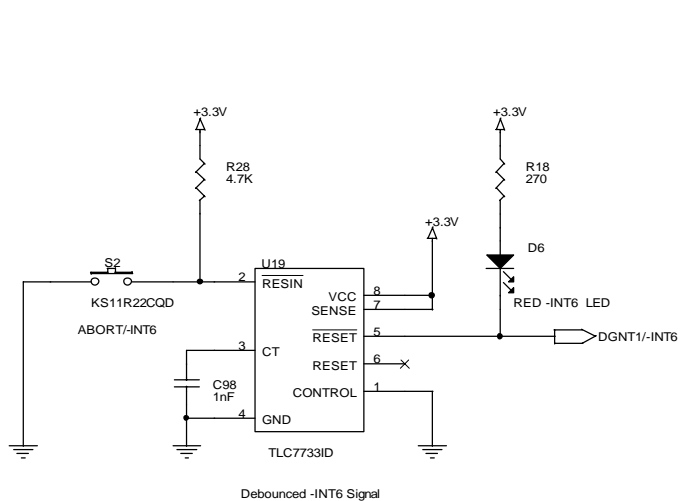 +3.3V
+3.3V
R28
4.7K
R18
270
+3.3V
D6
S2
U19
2
RESIN
KS11R22CQD
VCC
8
SENSE
7
RED -INT6 LED
ABORT/-INT6
RESET
5
DGNT1/-INT6
3
CT
RESET
6
C98
1nF
CONTROL
1
4
GND
TLC7733ID
Debounced -INT6 Signal